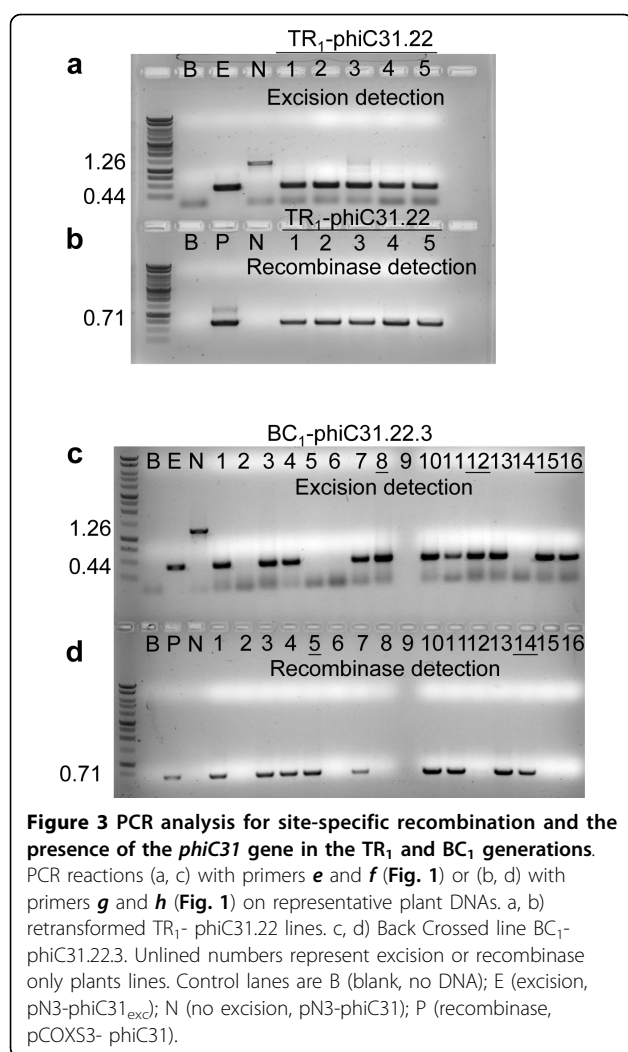 TR₁-phiC31.22
a
B E N 1 2 3 4 5
Excision detection
1.26
0.44
TR₁-phiC31.22
b
B P N 1 2 3 4 5
Recombinase detection
0.71
BC₁-phiC31.22.3
c
B E N 1 2 3 4 5 6 7 8 9 10 11 12 13 14 15 16
Excision detection
1.26
0.44
d
B P N 1 2 3 4 5 6 7 8 9 10 11 12 13 14 15 16
Recombinase detection
0.71
Figure 3 PCR analysis for site-specific recombination and the
presence of the phiC31 gene in the TR₁ and BC₁ generations.
PCR reactions (a, c) with primers e and f (Fig. 1) or (b, d) with
primers g and h (Fig. 1) on representative plant DNAs. a, b)
retransformed TR₁- phiC31.22 lines. c, d) Back Crossed line BC₁-
phiC31.22.3. Unlined numbers represent excision or recombinase
only plants lines. Control lanes are B (blank, no DNA); E (excision,
pN3-phiC31exc); N (no excision, pN3-phiC31); P (recombinase,
pCOXS3- phiC31).